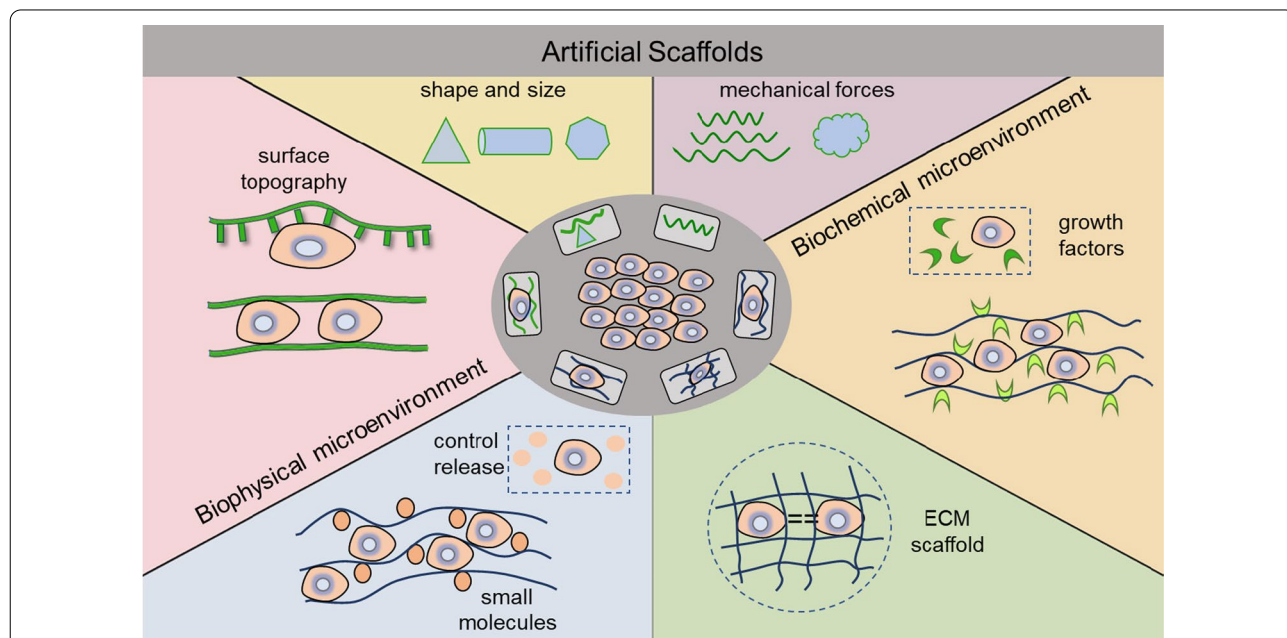 Artificial Scaffolds
shape and size
mechanical forces
surface
topography
Biochemical microenvironment
growth
factors
Biophysical microenvironment
control
release
ECM
scaffold
small
molecules